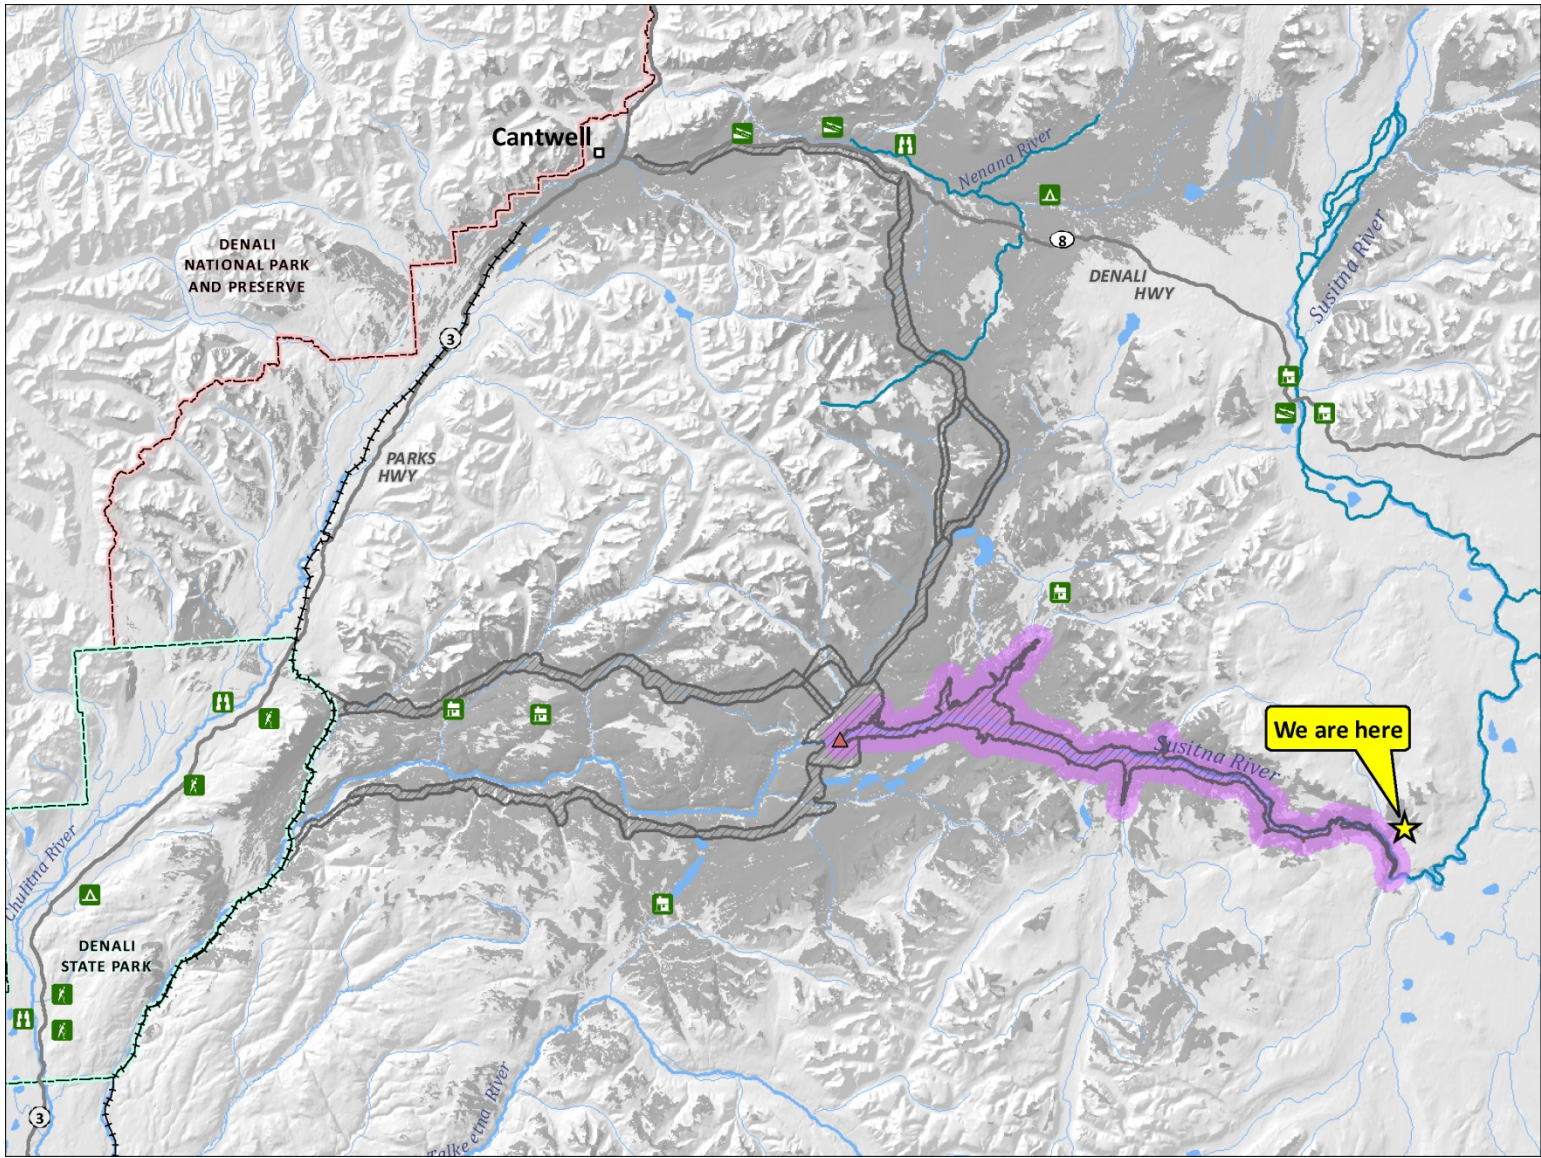 Cantwell
Nenana River
DENALI
NATIONAL PARK
AND PRESERVE
8
DENALI
HWY
Susitna River
3
PARKS
HWY
Susitna River
We are here
Chulitna River
DENALI
STATE PARK
Talkeetna River
3